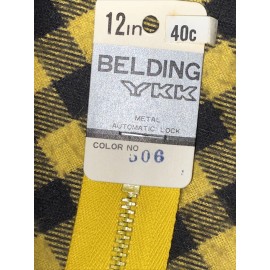 12in 40c
BELDING
YKK
METAL
AUTOMATIC LOCK
COLOR NO 506